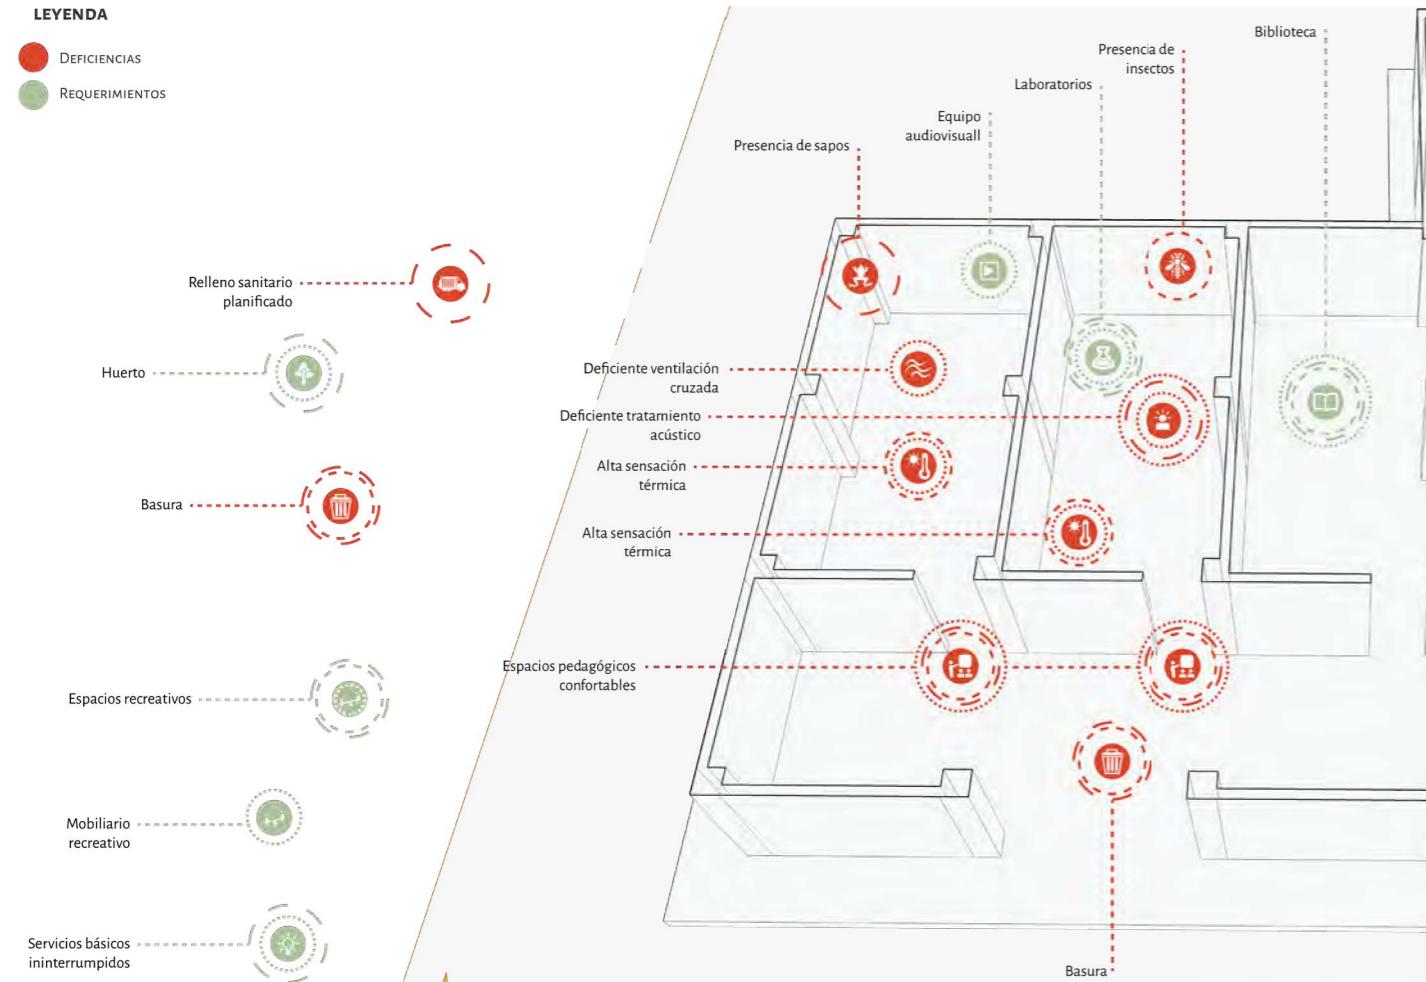 LEYENDA
DEFICIENCIAS
REQUERIMIENTOS
Biblioteca
Presencia de
insectos
Laboratorios
Equipo
audiovisuall
Presencia de sapos
Relleno sanitario
planificado
Huerto
Deficiente ventilación
cruzada
Deficiente tratamiento
acústico
Alta sensación
térmica
Basura
Alta sensación
térmica
Espacios pedagógicos
confortables
Espacios recreativos
Mobiliario
recreativo
Servicios básicos
ininterrumpidos
Basura